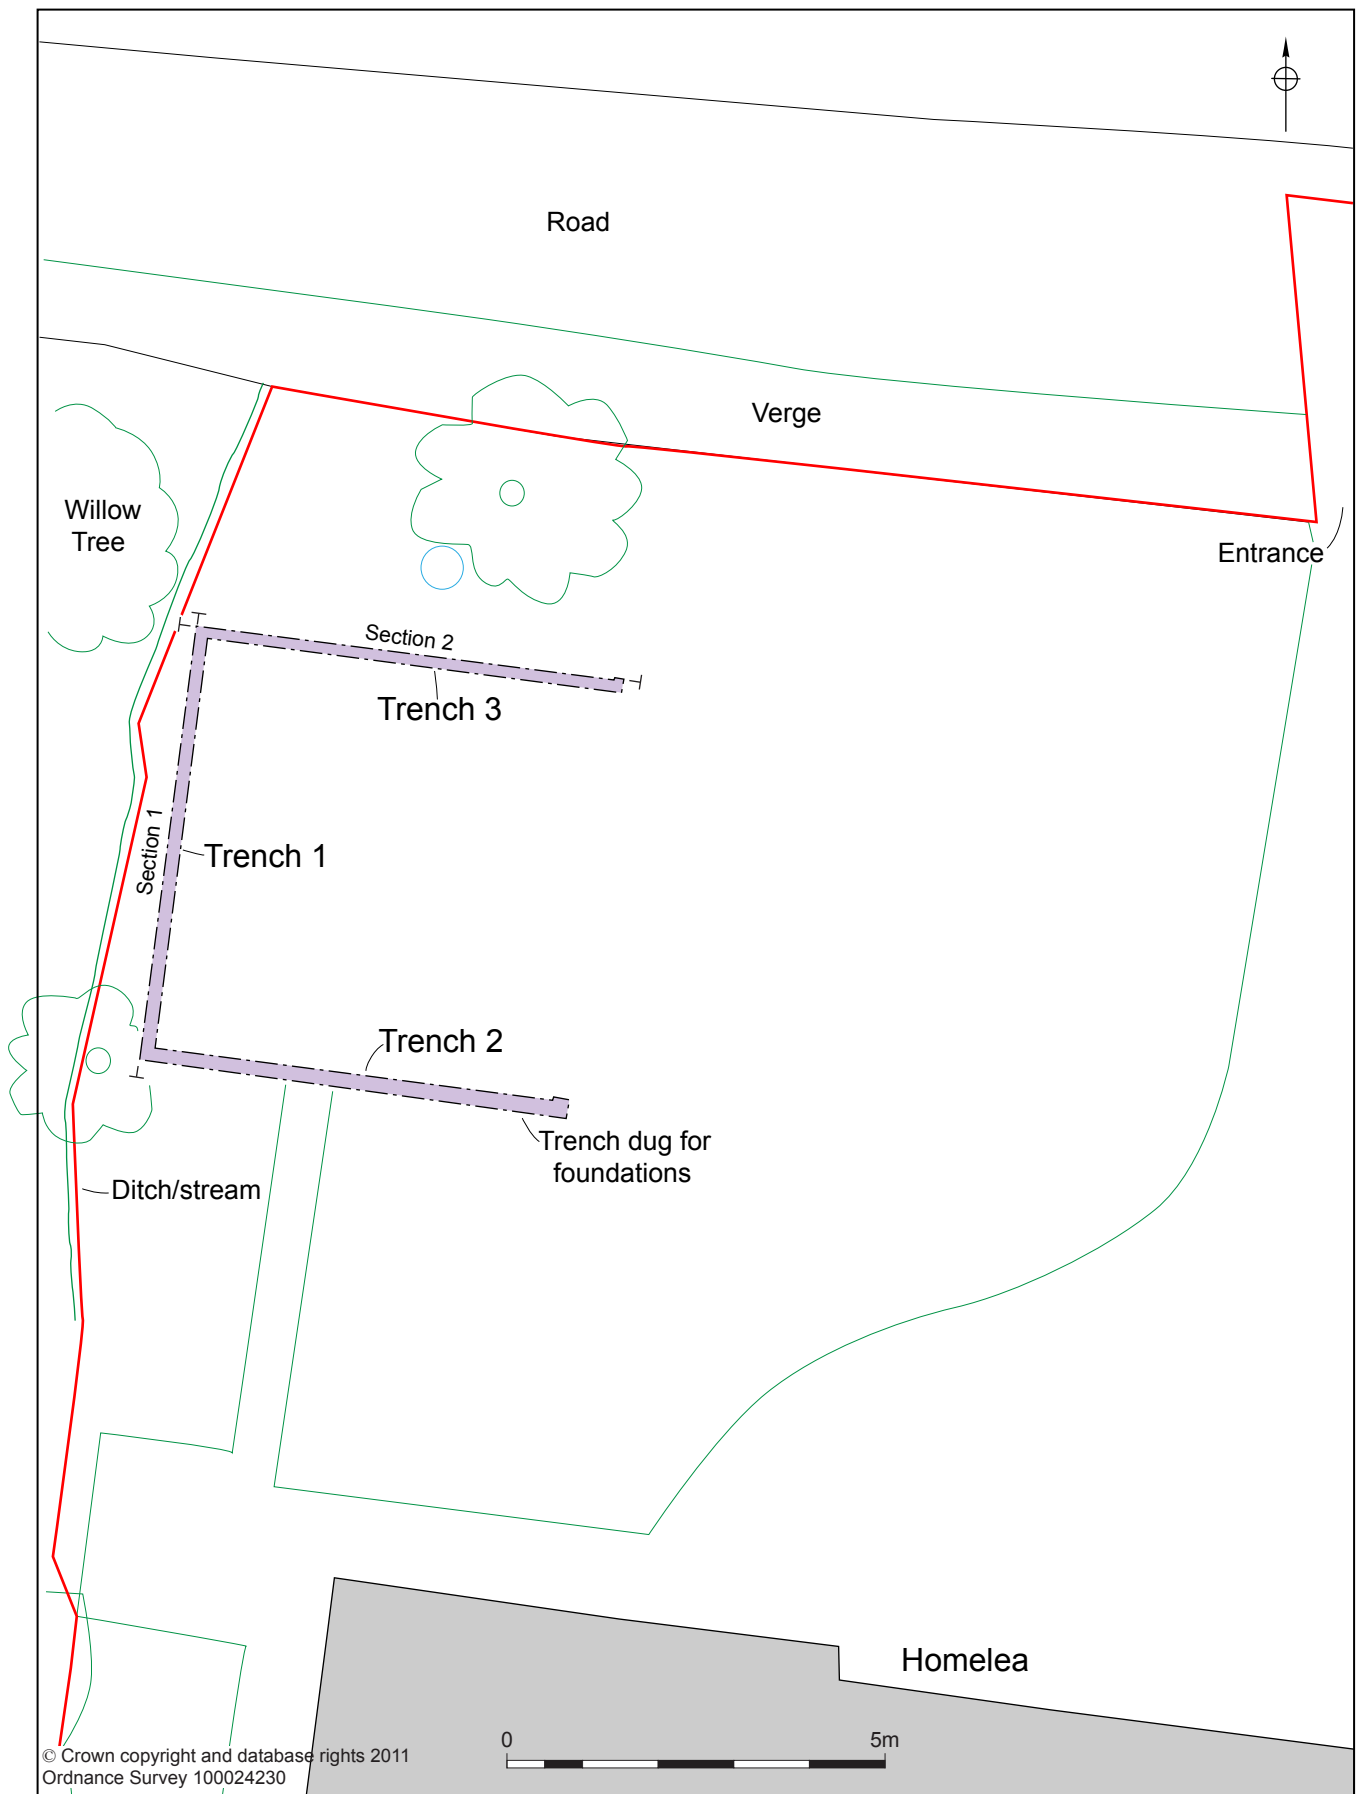 Road
Verge
Willow
Tree
Entrance
Section 2
Trench 3
Section 1
Trench 1
Trench 2
Trench dug for
foundations
Ditch/stream
Homelea
0
5m
© Crown copyright and database rights 2011
Ordnance Survey 100024230